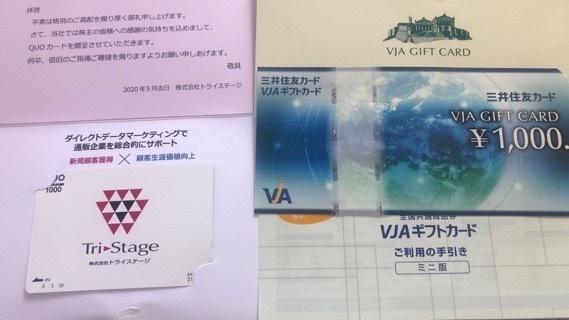 拝啓
平素は格別のご高配を賜り厚く御礼申し上げます。
さて、当社では株主の皆様への感謝の気持ちを込めまして、
QUOカードを贈呈させていただきます。
何卒、倍旧のご指導ご鞭撻を賜りますようお願い申しあげます。
敬具
2020年5月吉日 株式会社トライステージ
ダイレクトデータマーケティングで
通販企業を総合的にサポート
新規顧客獲得 × 顧客生涯価値向上
UO
1000
Tri-Stage
株式会社トライステージ
IN
0 3 5 10
VJA GIFT CARD
三井住友カード
VJAギフトカード
三井住友カード
VJA GIFT CARD
¥1,000.
VJA
全国共通商品券
VJAギフトカード
ご利用の手引き
ミニ版